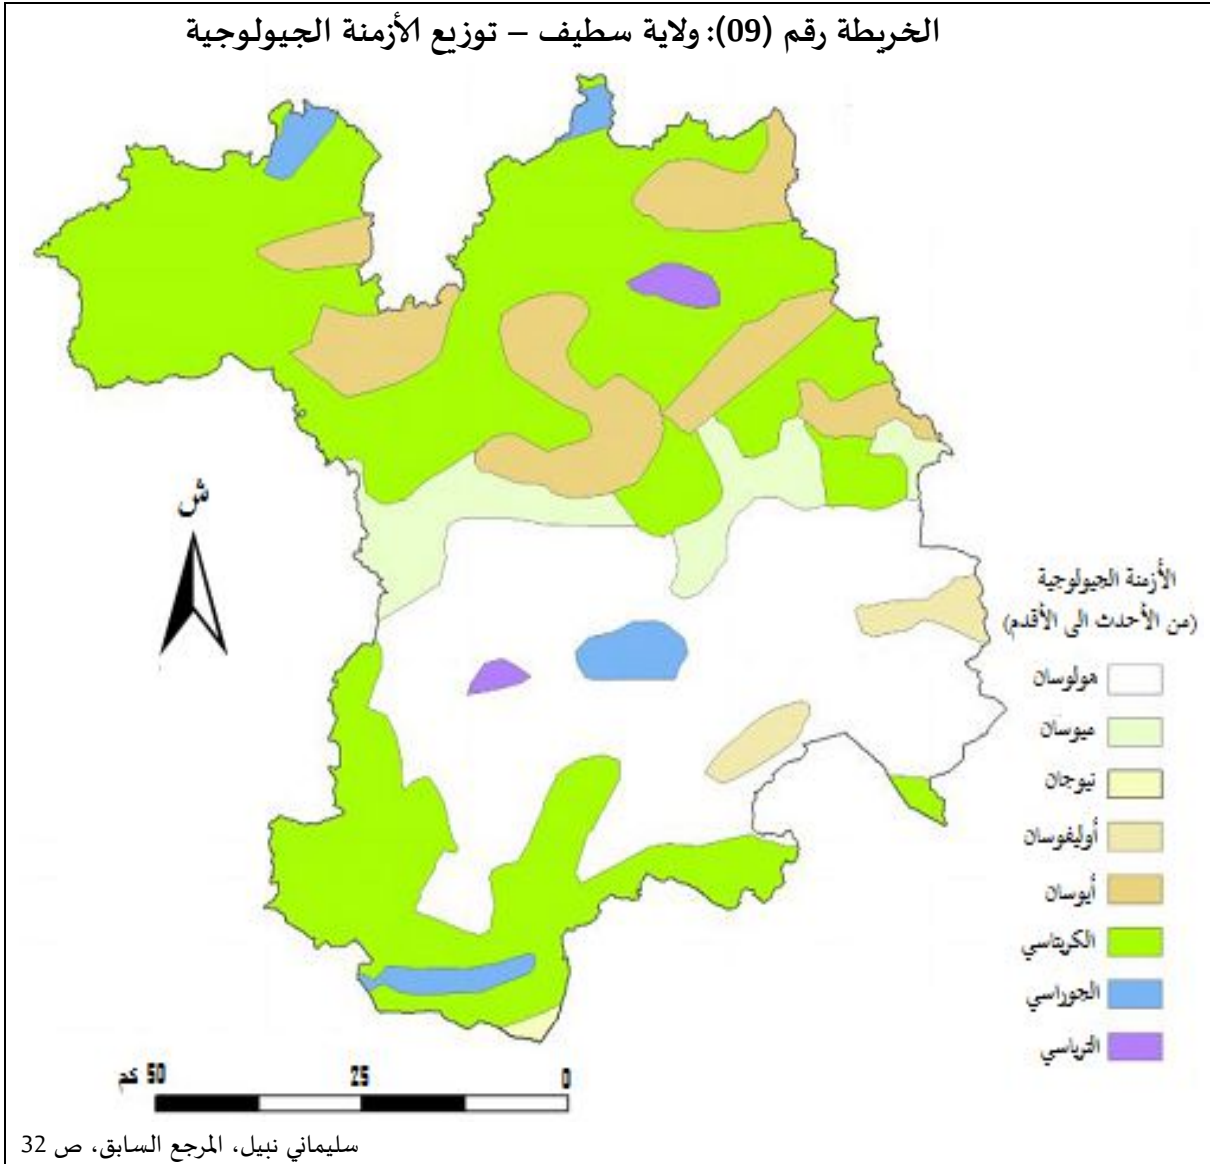 الخريطة رقم (09): ولاية سطيف – توزيع الأزمنة الجيولوجية
ش
الأزمنة الجيولوجية
(من الأحدث الى الأقدم)
هولوسان
ميوسان
نيوجان
أوليغوسان
أيوسان
الكريتاسي
الجوراسي
الترياسي
50 كم
25
0
سليماني نبيل، المرجع السابق، ص 32